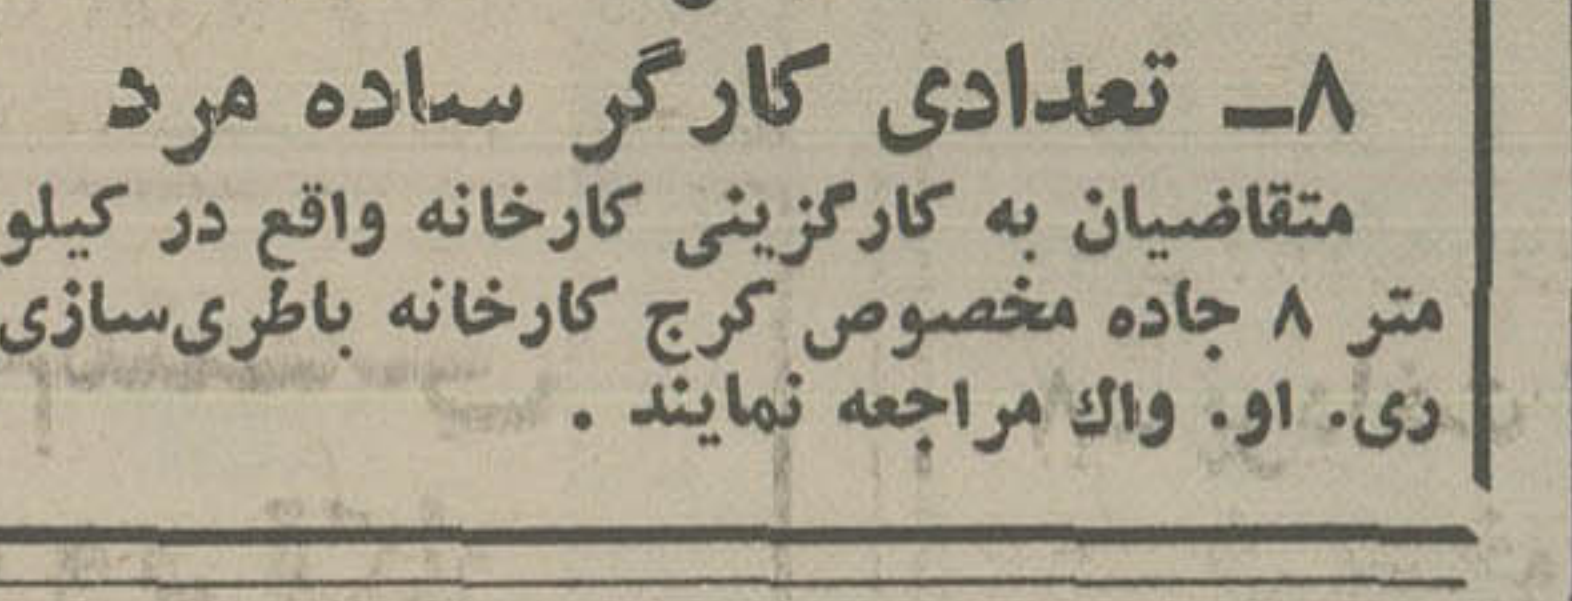 ۸ــ تعدادی کارگر ساده مرد
متقاضیان به کارگزینی کارخانه واقع در کیلو
متر ۸ جاده مخصوص کرج کارخانه باطری‌سازی
ری. او. واك مراجعه نمایند .